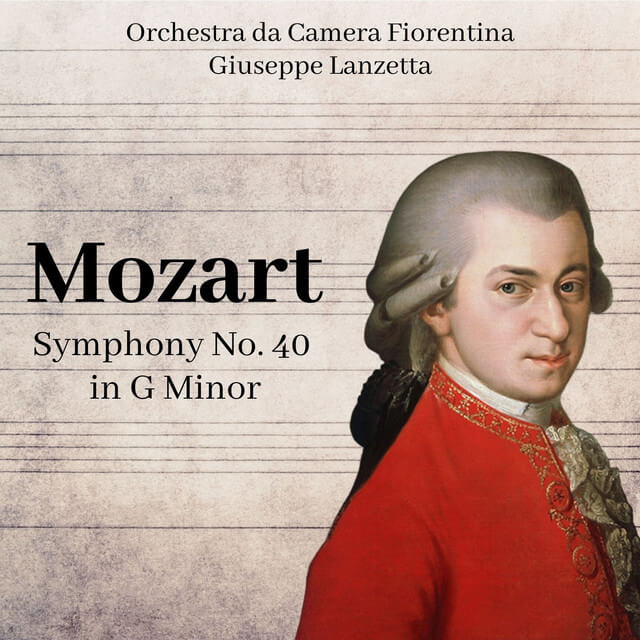 Orchestra da Camera Fiorentina
Giuseppe Lanzetta
Mozart
Symphony No. 40
in G Minor